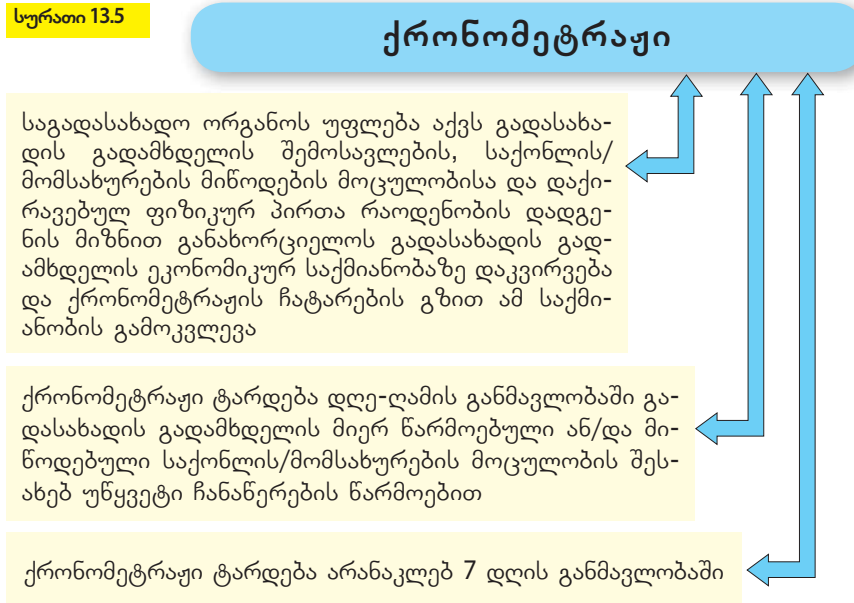 სურათი 13.5
ქრონომეტრაჟი
საგადასახადო ორგანოს უფლება აქვს გადასახა-
დის გადამხდელის შემოსავლების, საქონლის/
მომსახურების მიწოდების მოცულობისა და დაქი-
რავებულ ფიზიკურ პირთა რაოდენობის დადგე-
ნის მიზნით განახორციელოს გადასახადის გად-
ამხდელის ეკონომიკურ საქმიანობაზე დაკვირვება
და ქრონომეტრაჟის ჩატარების გზით ამ საქმი-
ანობის გამოკვლევა
ქრონომეტრაჟი ტარდება დღე-ღამის განმავლობაში გა-
დასახადის გადამხდელის მიერ წარმოებული ან/და მი-
წოდებული საქონლის/მომსახურების მოცულობის შეს-
ახებ უწყვეტი ჩანაწერების წარმოებით
ქრონომეტრაჟი ტარდება არანაკლებ 7 დღის განმავლობაში